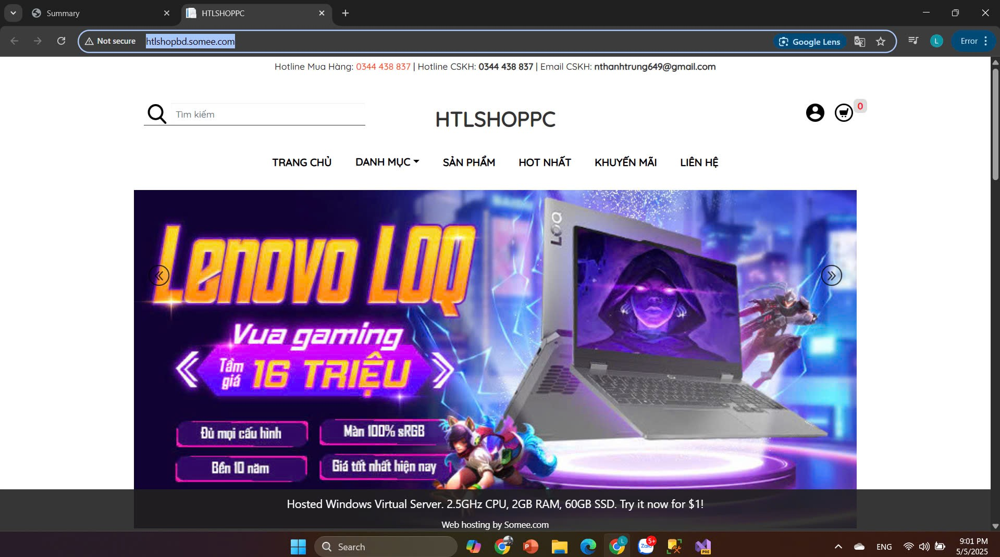 Summary
HTLSHOPPC
Not secure
htlshopbd.somee.com
Google Lens
L
Error
Hotline Mua Hàng: 0344 438 837 | Hotline CSKH: 0344 438 837 | Email CSKH: nthanhtrung649@gmail.com
Tìm kiếm
HTLSHOPPC
0
TRANG CHỦ
DANH MỤC
SẢN PHẨM
HOT NHẤT
KHUYẾN MÃI
LIÊN HỆ
LOQ
Lenovo LOQ
Vua gaming
Tầm giá 16 TRIỆU
Đủ mọi cấu hình
Màn 100% sRGB
Bền 10 năm
Giá tốt nhất hiện nay
Hosted Windows Virtual Server. 2.5GHz CPU, 2GB RAM, 60GB SSD. Try it now for $1!
Web hosting by Somee.com
Search
P
L
Zalo
5+
PRE
ENG
9:01 PM
5/5/2025